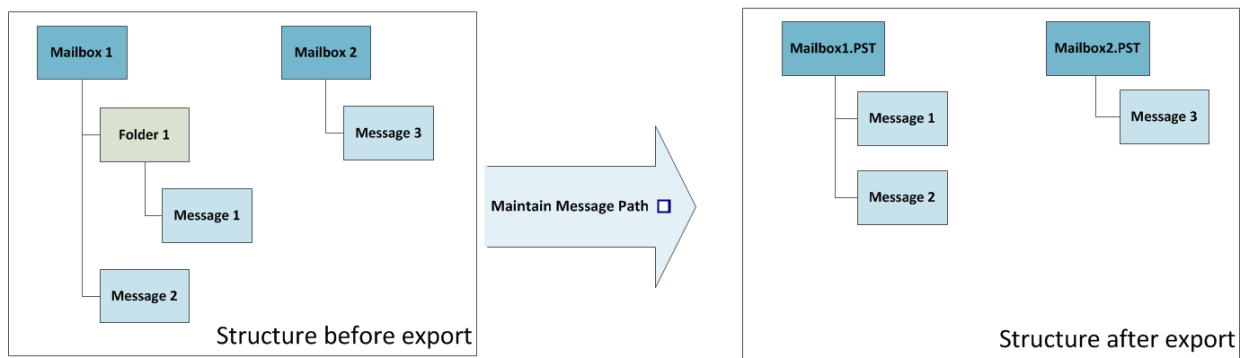 Mailbox 1
Mailbox 2
Folder 1
Message 3
Message 1
Message 2
Structure before export
Maintain Message Path
Mailbox1.PST
Mailbox2.PST
Message 1
Message 3
Message 2
Structure after export